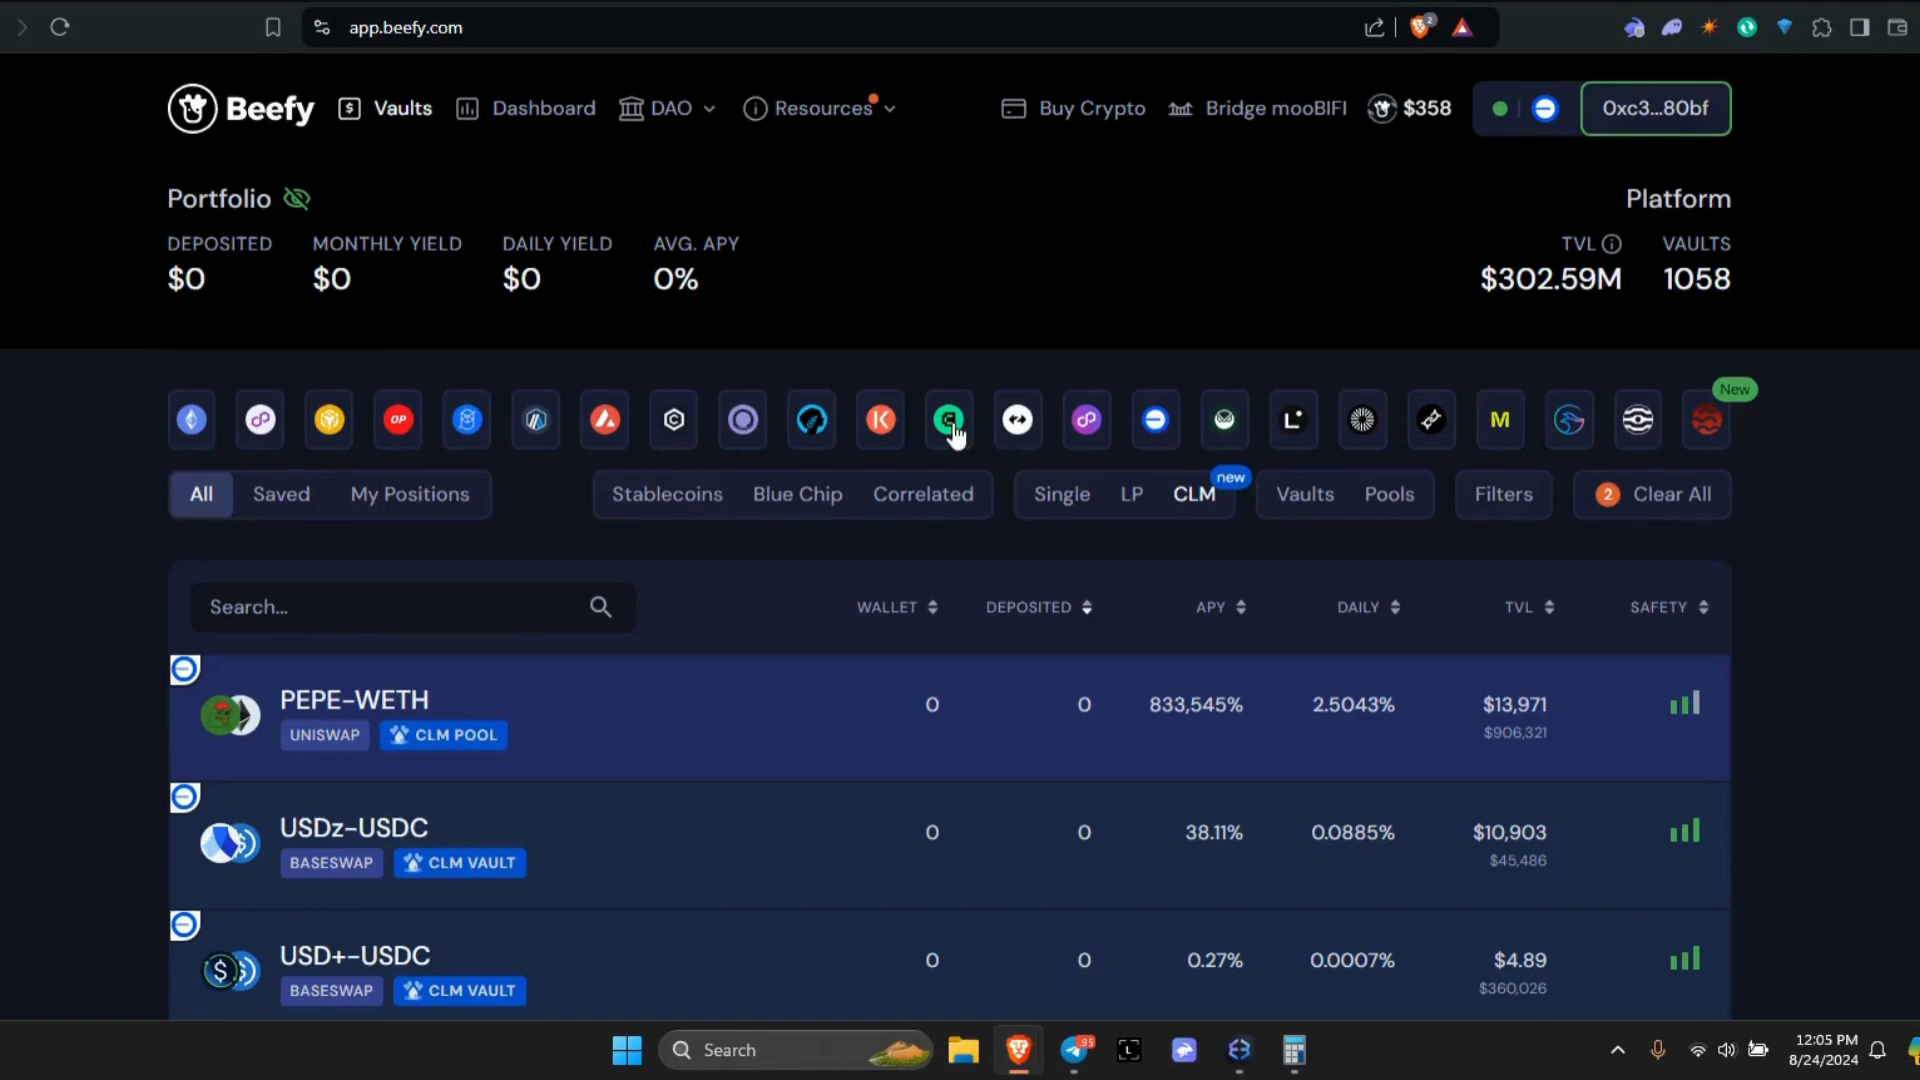 app.beefy.com
2
Beefy
Vaults
Dashboard
DAO
Resources
Buy Crypto
Bridge mooBIFI
$358
0xc3...80bf
Portfolio
Platform
DEPOSITED
MONTHLY YIELD
DAILY YIELD
AVG. APY
TVL
VAULTS
$0
$0
$0
0%
$302.59M
1058
New
OP
K
L
M
All
Saved
My Positions
Stablecoins
Blue Chip
Correlated
Single
LP
CLM
new
Vaults
Pools
Filters
2 Clear All
Search...
WALLET
DEPOSITED
APY
DAILY
TVL
SAFETY
PEPE-WETH
UNISWAP
CLM POOL
0
0
833,545%
2.5043%
$13,971
$906,321
USDz-USDC
BASESWAP
CLM VAULT
0
0
38.11%
0.0885%
$10,903
$45,486
USD+-USDC
BASESWAP
CLM VAULT
0
0
0.27%
0.0007%
$4.89
$360,026
Search
95
L
12:05 PM
8/24/2024